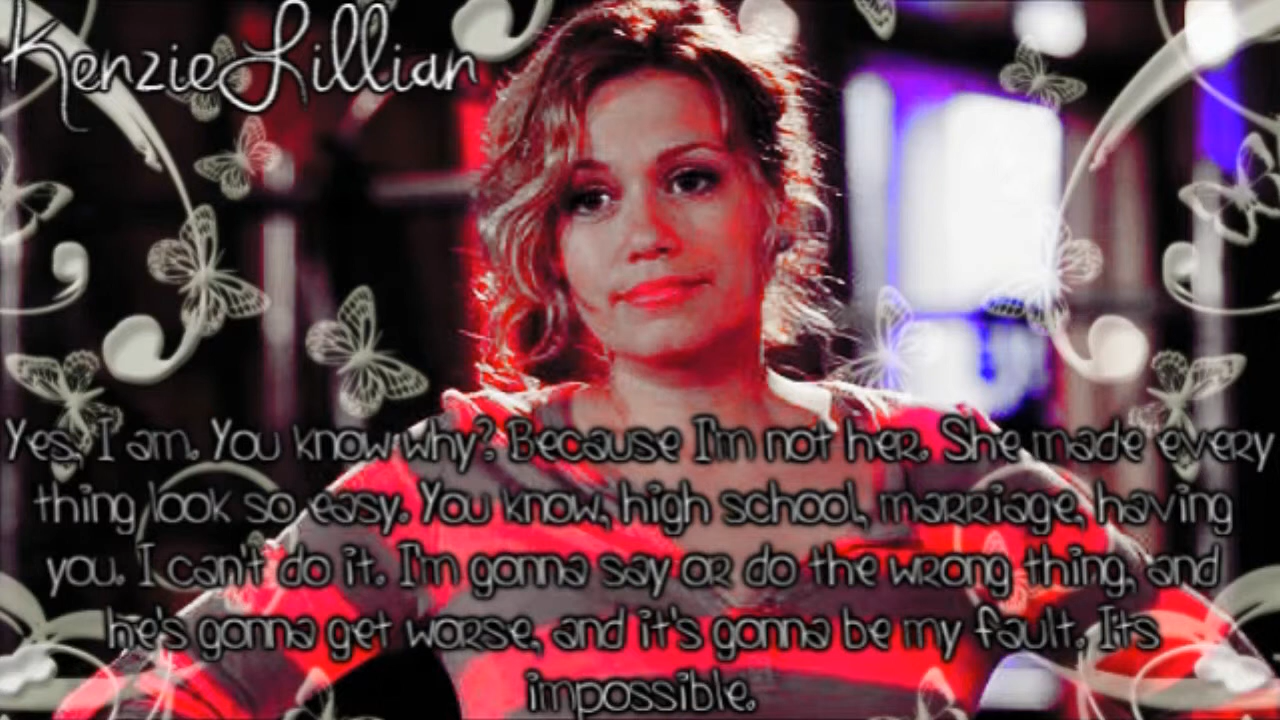 Kenzie Lillian
Yes, I am. You know why? Because I'm not her. She made every
thing look so easy. You know, high school, marriage, having
you. I can't do it. I'm gonna say or do the wrong thing, and
he's gonna get worse, and it's gonna be my fault. Its
impossible.